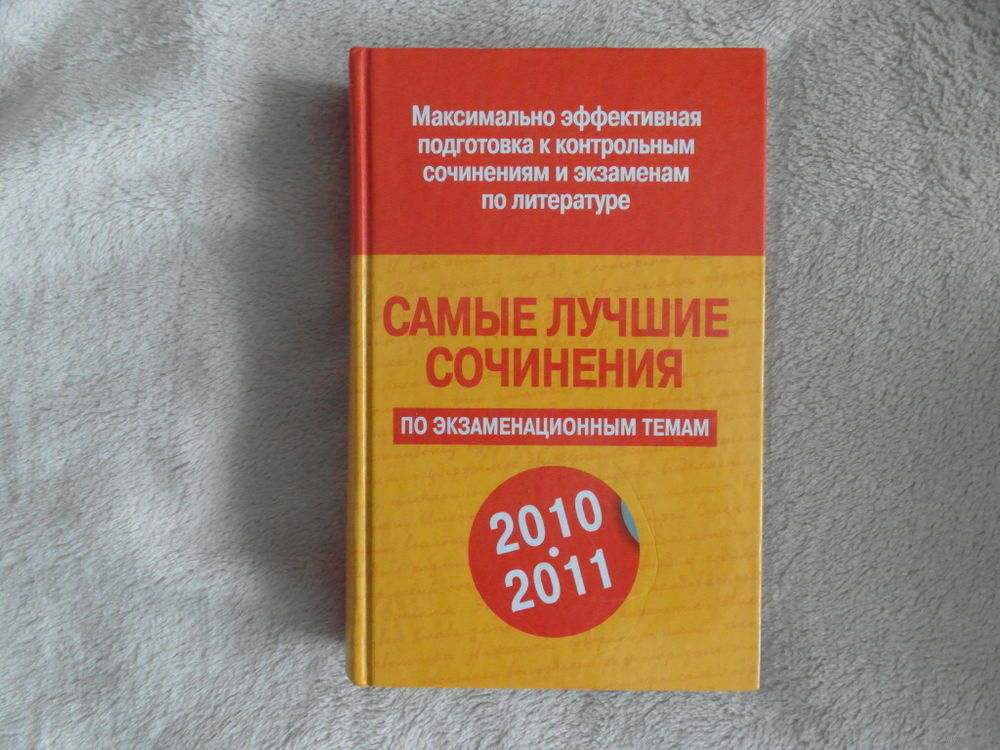 Максимально эффективная
подготовка к контрольным
сочинениям и экзаменам
по литературе
САМЫЕ ЛУЧШИЕ
СОЧИНЕНИЯ
ПО ЭКЗАМЕНАЦИОННЫМ ТЕМАМ
2010·
2011